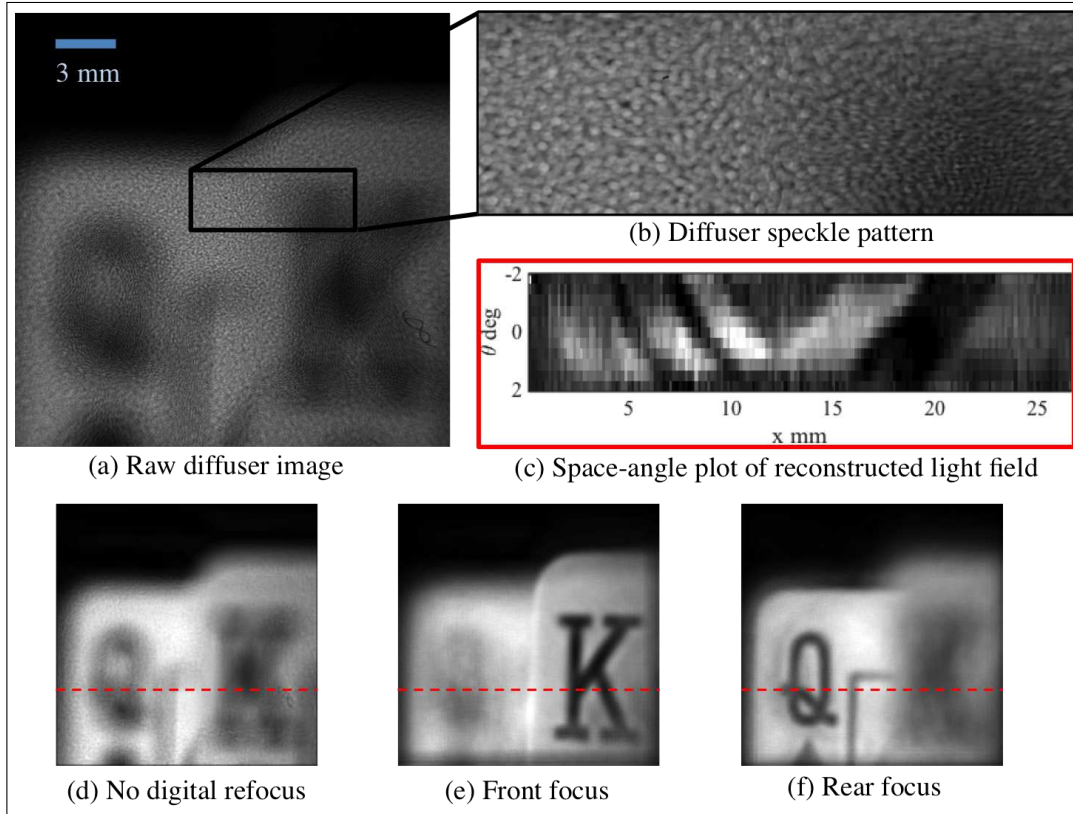 3 mm
(a) Raw diffuser image
(b) Diffuser speckle pattern
-2
0
2
θ deg
5 10 15 20 25
x mm
(c) Space-angle plot of reconstructed light field
K
Q
(d) No digital refocus
(e) Front focus
(f) Rear focus